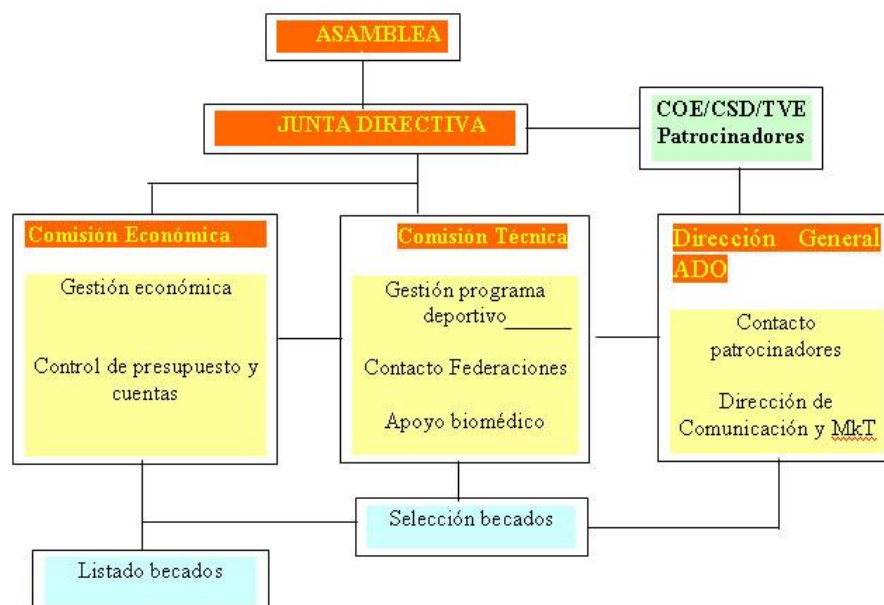 ASAMBLEA
JUNTA DIRECTIVA
COE/CSD/TVE
Patrocinadores
Comisión Económica
Gestión económica
Control de presupuesto y
cuentas
Comisión Técnica
Gestión programa
deportivo______
Contacto Federaciones
Apoyo biomédico
Dirección General
ADO
Contacto
patrocinadores
Dirección de
Comunicación y MkT
Selección becados
Listado becados